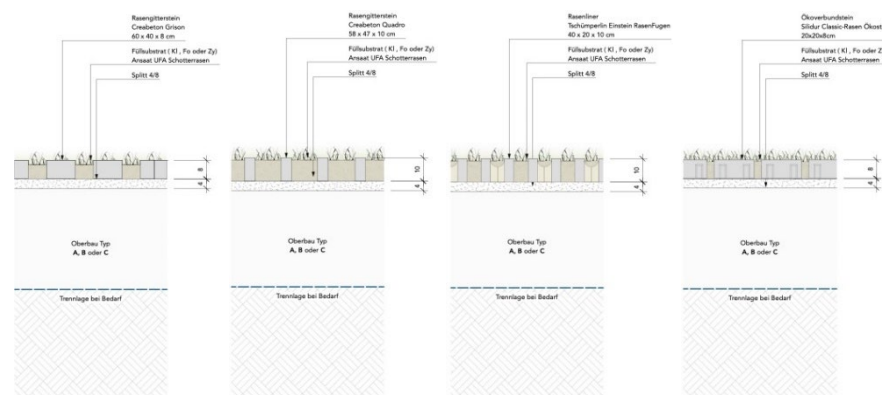 Rasengitterstein
Creabeton Grison
60 x 40 x 8 cm
Füllsubstrat ( Kl , Fo oder Zy)
Ansaat UFA Schotterrasen
Splitt 4/8
8
4
Oberbau Typ
A, B oder C
Trennlage bei Bedarf
Rasengitterstein
Creabeton Quadro
58 x 47 x 10 cm
Füllsubstrat ( Kl , Fo oder Zy)
Ansaat UFA Schotterrasen
Splitt 4/8
10
4
Oberbau Typ
A, B oder C
Trennlage bei Bedarf
Rasenliner
Tschümperlin Einstein RasenFugen
40 x 20 x 10 cm
Füllsubstrat ( Kl , Fo oder Zy)
Ansaat UFA Schotterrasen
Splitt 4/8
10
4
Oberbau Typ
A, B oder C
Trennlage bei Bedarf
Ökoverbundstein
Silidur Classic-Rasen Ökost
20x20x8cm
Füllsubstrat ( Kl , Fo oder Z
Ansaat UFA Schotterrasen
Splitt 4/8
8
4
Oberbau Typ
A, B oder C
Trennlage bei Bedarf